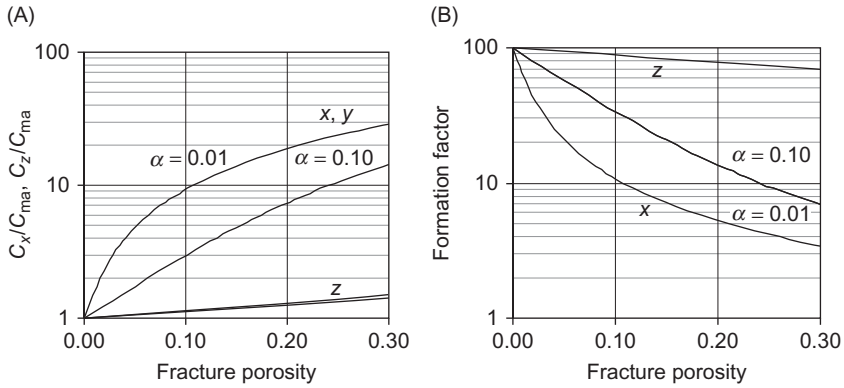 (A)
C_x/C_ma, C_z/C_ma
100
10
1
0.00
0.10
0.20
0.30
Fracture porosity
x, y
α = 0.01
α = 0.10
z
(B)
Formation factor
100
10
1
0.00
0.10
0.20
0.30
Fracture porosity
z
α = 0.10
x
α = 0.01